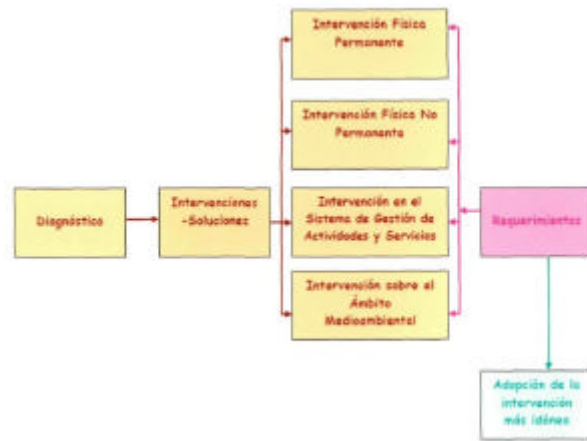 Intervención Física
Permanente
Intervención Física No
Permanente
Diagnóstico
Intervenciones
-Soluciones
Intervención en el
Sistema de Gestión de
Actividades y Servicios
Requerimientos
Intervención sobre el
Ámbito
Medioambiental
Adopción de la
intervención
más idónea